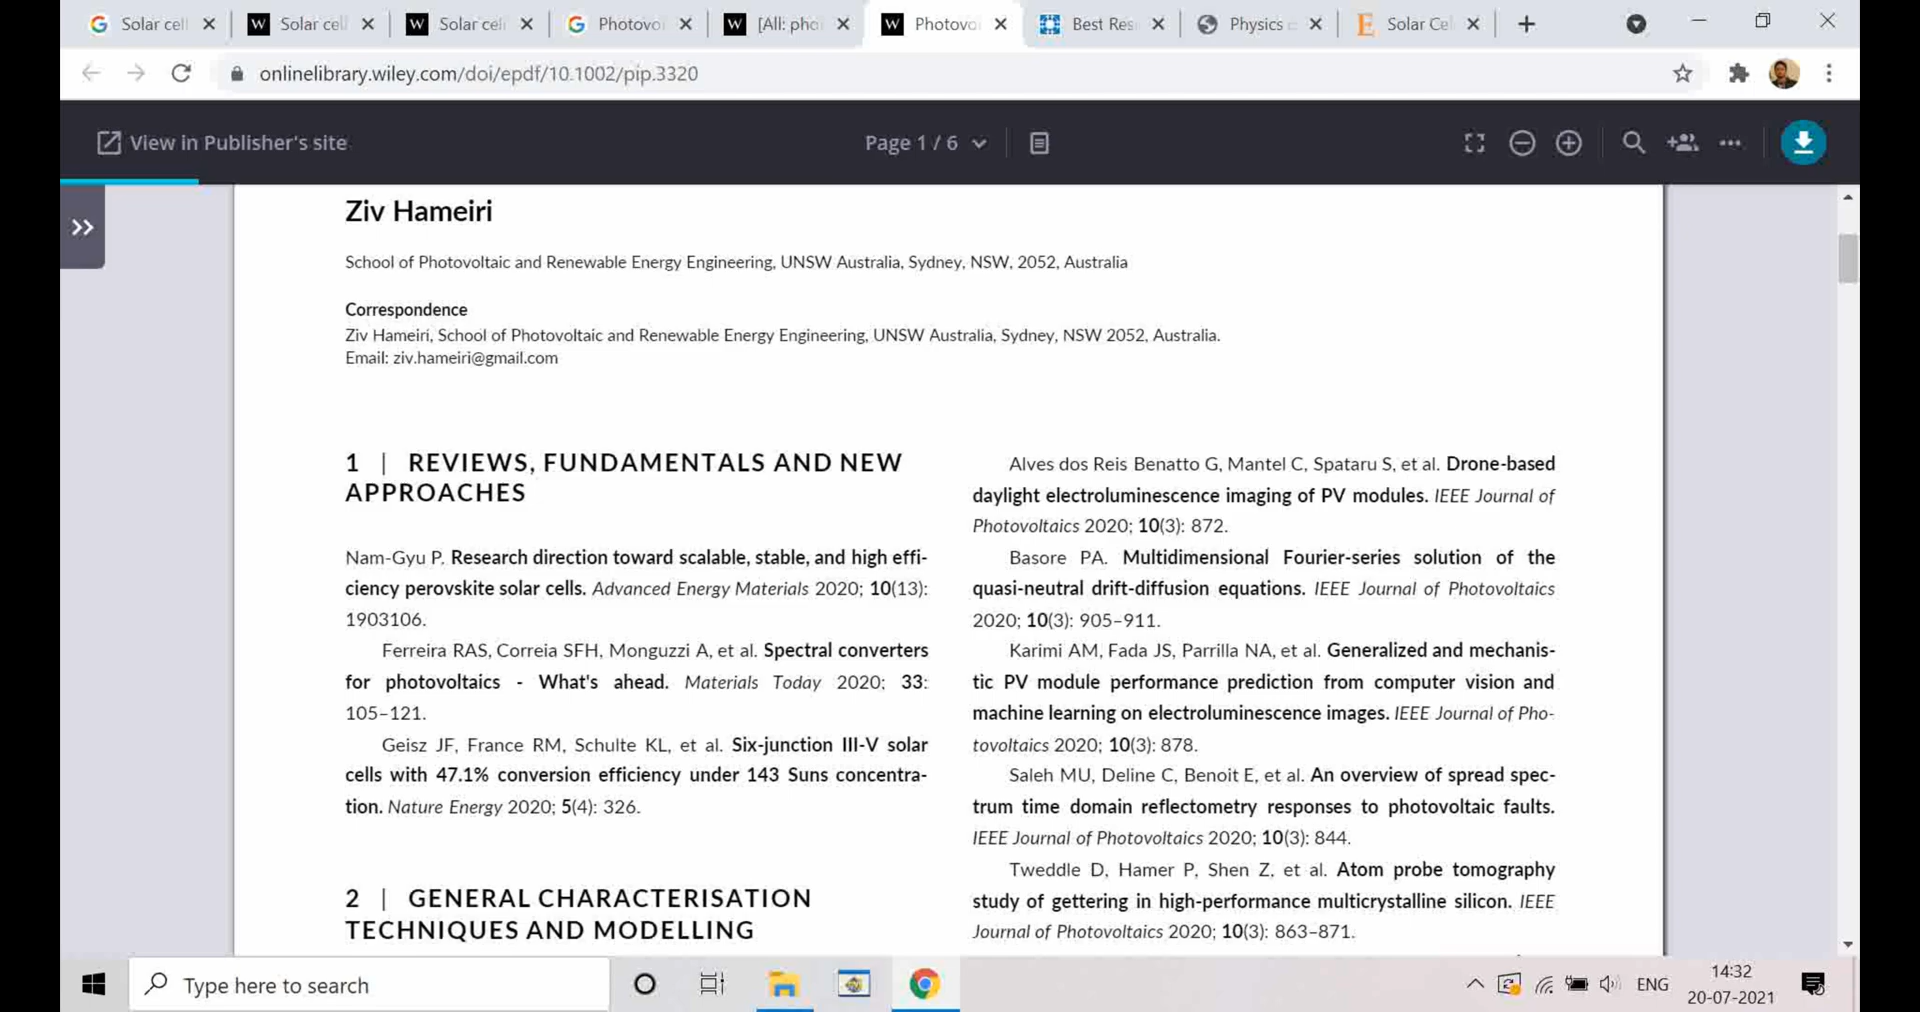 Solar cell
Solar cel
Solar cel
Photovo
[All: pho
Photovo
Best Res
Physics
Solar Ce
onlinelibrary.wiley.com/doi/epdf/10.1002/pip.3320
View in Publisher's site
Page 1 / 6
Ziv Hameiri
School of Photovoltaic and Renewable Energy Engineering, UNSW Australia, Sydney, NSW, 2052, Australia
Correspondence
Ziv Hameiri, School of Photovoltaic and Renewable Energy Engineering, UNSW Australia, Sydney, NSW 2052, Australia.
Email: ziv.hameiri@gmail.com
1 | REVIEWS, FUNDAMENTALS AND NEW
APPROACHES
Nam-Gyu P. Research direction toward scalable, stable, and high effi-
ciency perovskite solar cells. Advanced Energy Materials 2020; 10(13):
1903106.
Ferreira RAS, Correia SFH, Monguzzi A, et al. Spectral converters
for photovoltaics - What's ahead. Materials Today 2020; 33:
105–121.
Geisz JF, France RM, Schulte KL, et al. Six-junction III-V solar
cells with 47.1% conversion efficiency under 143 Suns concentra-
tion. Nature Energy 2020; 5(4): 326.
2 | GENERAL CHARACTERISATION
TECHNIQUES AND MODELLING
Alves dos Reis Benatto G, Mantel C, Spataru S, et al. Drone-based
daylight electroluminescence imaging of PV modules. IEEE Journal of
Photovoltaics 2020; 10(3): 872.
Basore PA. Multidimensional Fourier-series solution of the
quasi-neutral drift-diffusion equations. IEEE Journal of Photovoltaics
2020; 10(3): 905–911.
Karimi AM, Fada JS, Parrilla NA, et al. Generalized and mechanis-
tic PV module performance prediction from computer vision and
machine learning on electroluminescence images. IEEE Journal of Pho-
tovoltaics 2020; 10(3): 878.
Saleh MU, Deline C, Benoit E, et al. An overview of spread spec-
trum time domain reflectometry responses to photovoltaic faults.
IEEE Journal of Photovoltaics 2020; 10(3): 844.
Tweddle D, Hamer P, Shen Z, et al. Atom probe tomography
study of gettering in high-performance multicrystalline silicon. IEEE
Journal of Photovoltaics 2020; 10(3): 863–871.
Type here to search
ENG
14:32
20-07-2021